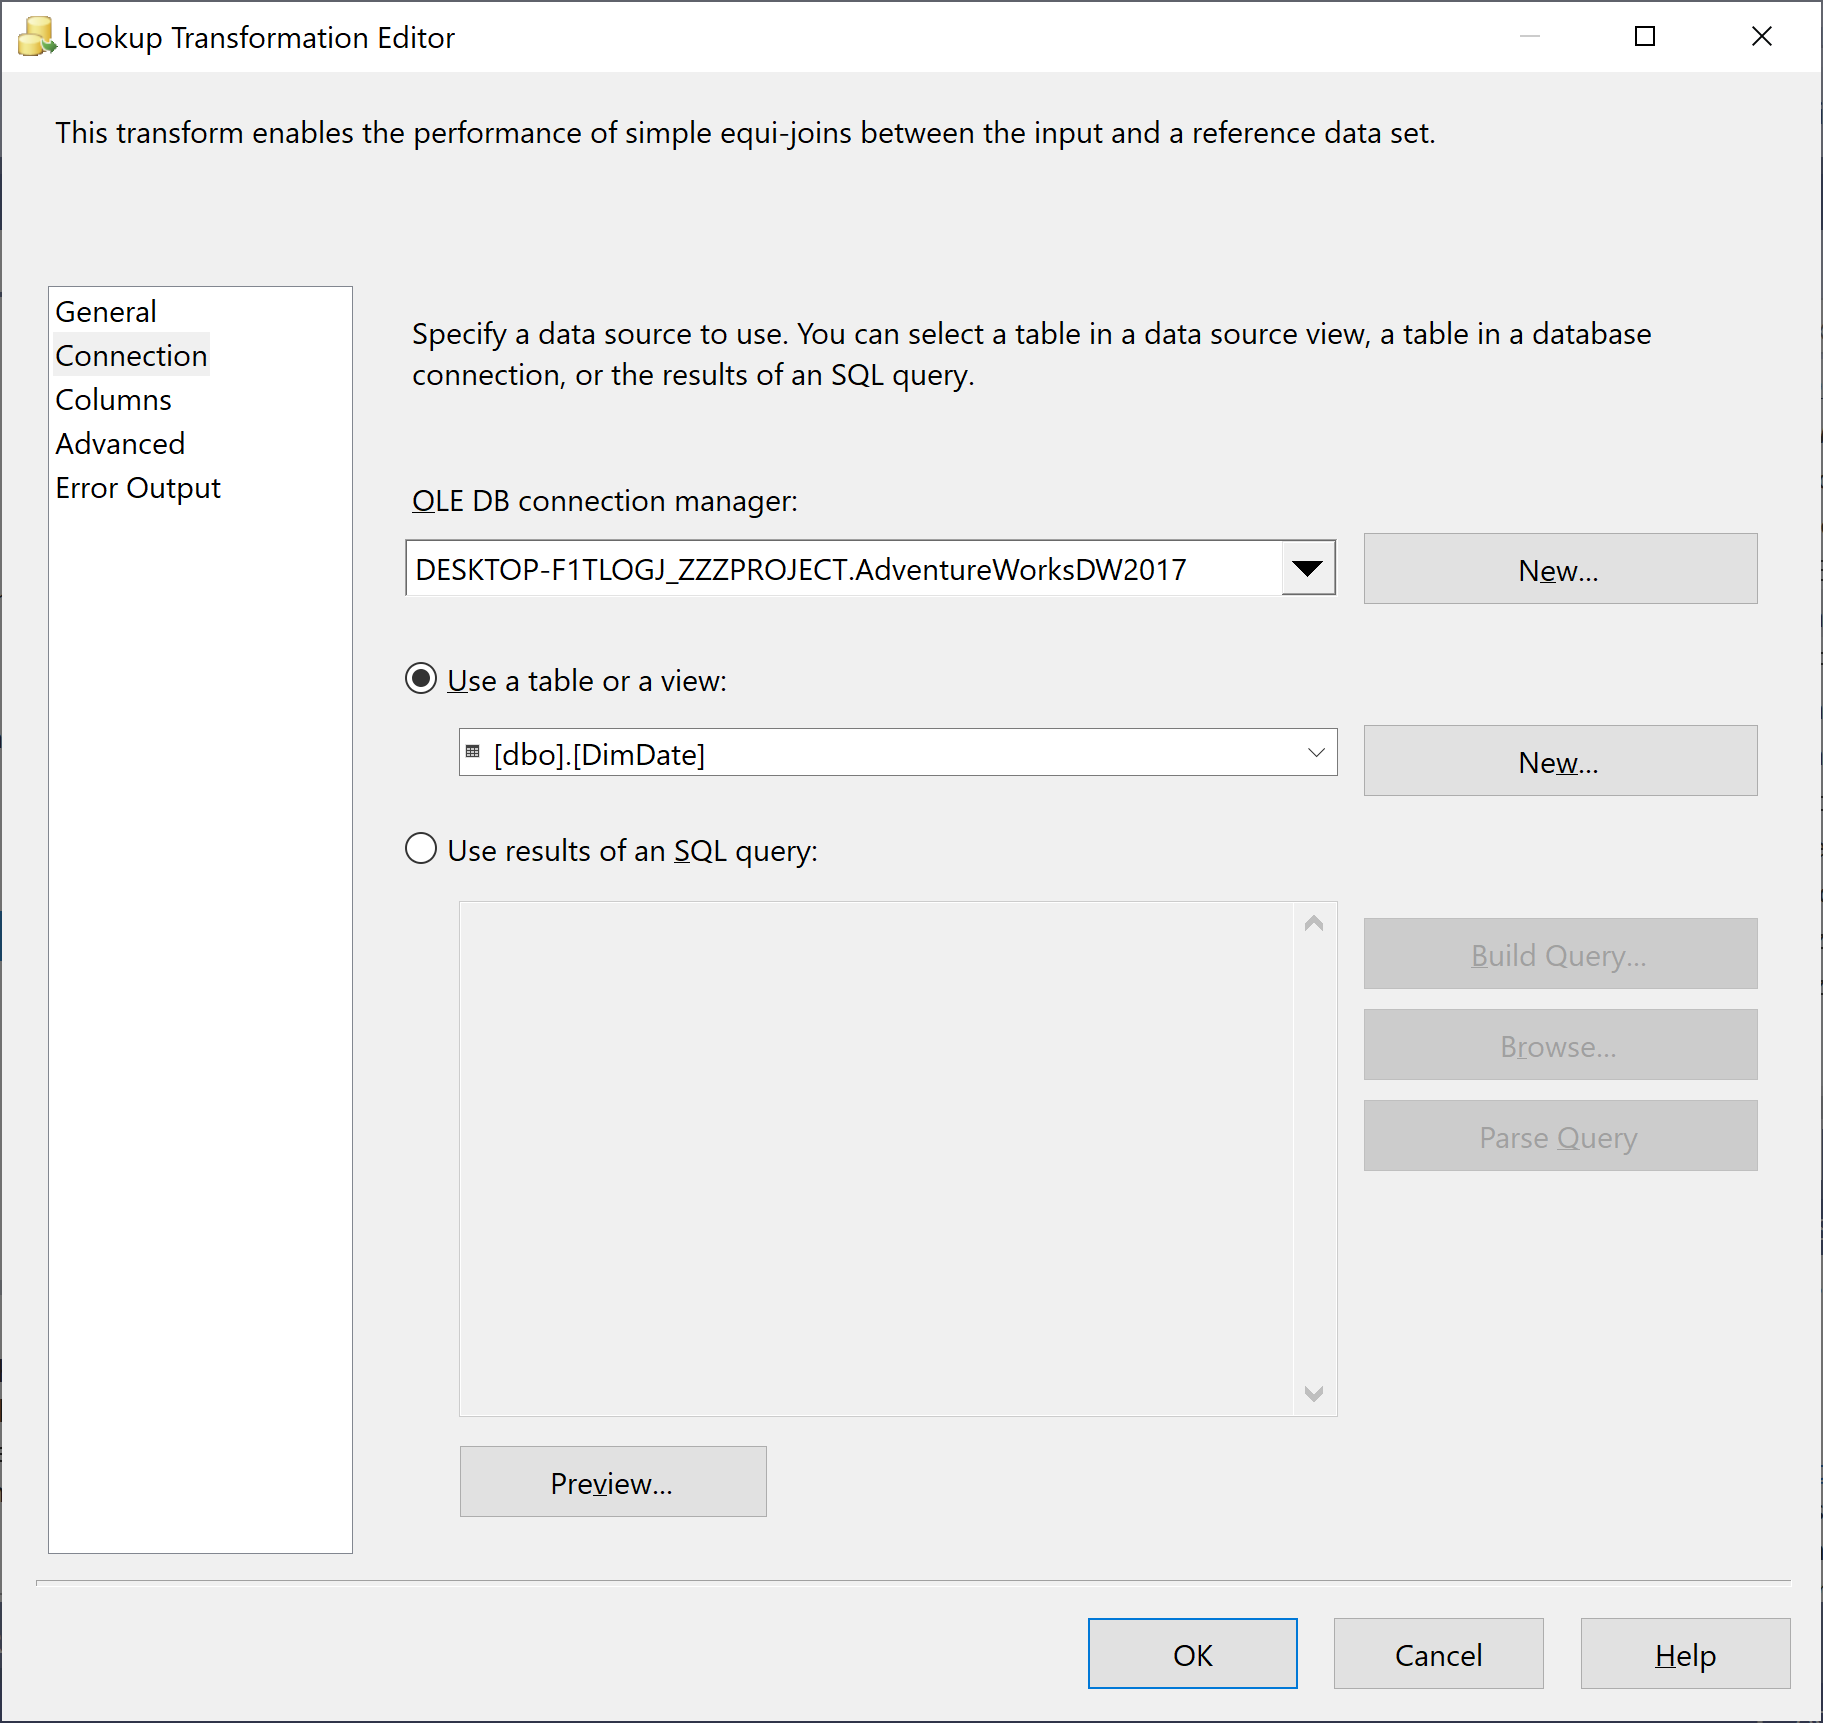 Lookup Transformation Editor
This transform enables the performance of simple equi-joins between the input and a reference data set.
General
Connection
Columns
Advanced
Error Output
Specify a data source to use. You can select a table in a data source view, a table in a database
connection, or the results of an SQL query.
OLE DB connection manager:
DESKTOP-F1TLOGJ_ZZZPROJECT.AdventureWorksDW2017
New...
Use a table or a view:
[dbo].[DimDate]
New...
Use results of an SQL query:
Build Query...
Browse...
Parse Query
Preview...
OK
Cancel
Help